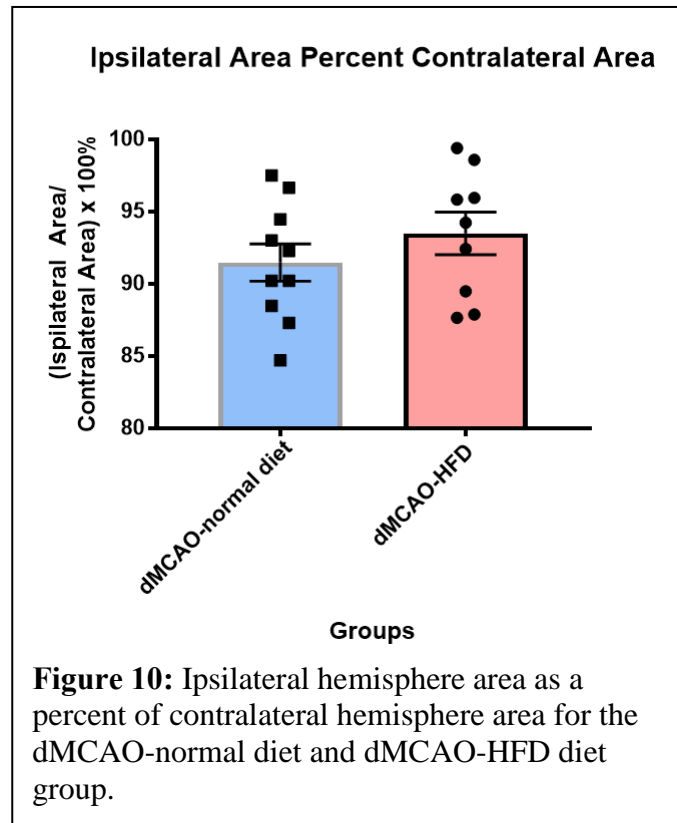 Ipsilateral Area Percent Contralateral Area
(Ispilateral Area/
Contralateral Area) x 100%
100
95
90
85
80
dMCAO-normal diet
dMCAO-HFD
Groups
Figure 10: Ipsilateral hemisphere area as a
percent of contralateral hemisphere area for the
dMCAO-normal diet and dMCAO-HFD diet
group.